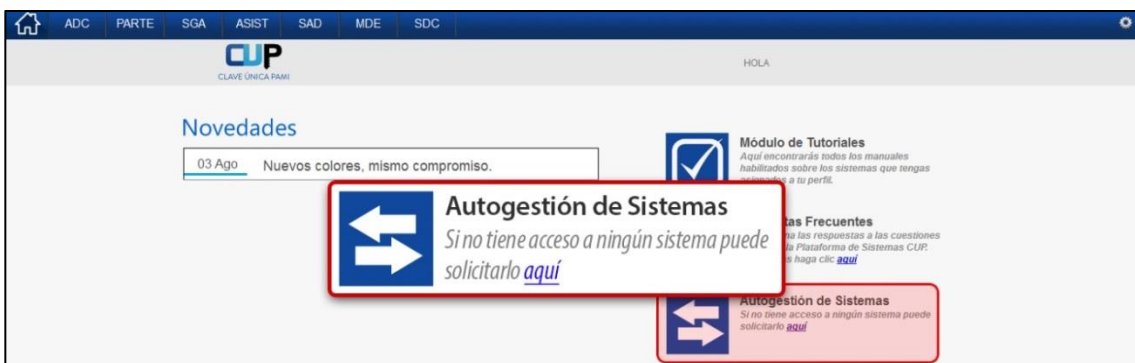 ADC PARTE SGA ASIST SAD MDE SDC
CUP
CLAVE ÚNICA PAMI
HOLA
Novedades
03 Ago Nuevos colores, mismo compromiso.
Módulo de Tutoriales
Aquí encontrarás todos los manuales
habilitados sobre los sistemas que tengas
asignados a tu perfil.
Autogestión de Sistemas
Si no tiene acceso a ningún sistema puede
solicitarlo aquí
Frecuentes
las respuestas a las cuestiones
la Plataforma de Sistemas CUP.
haga clic aquí
Autogestión de Sistemas
Si no tiene acceso a ningún sistema puede
solicitarlo aquí